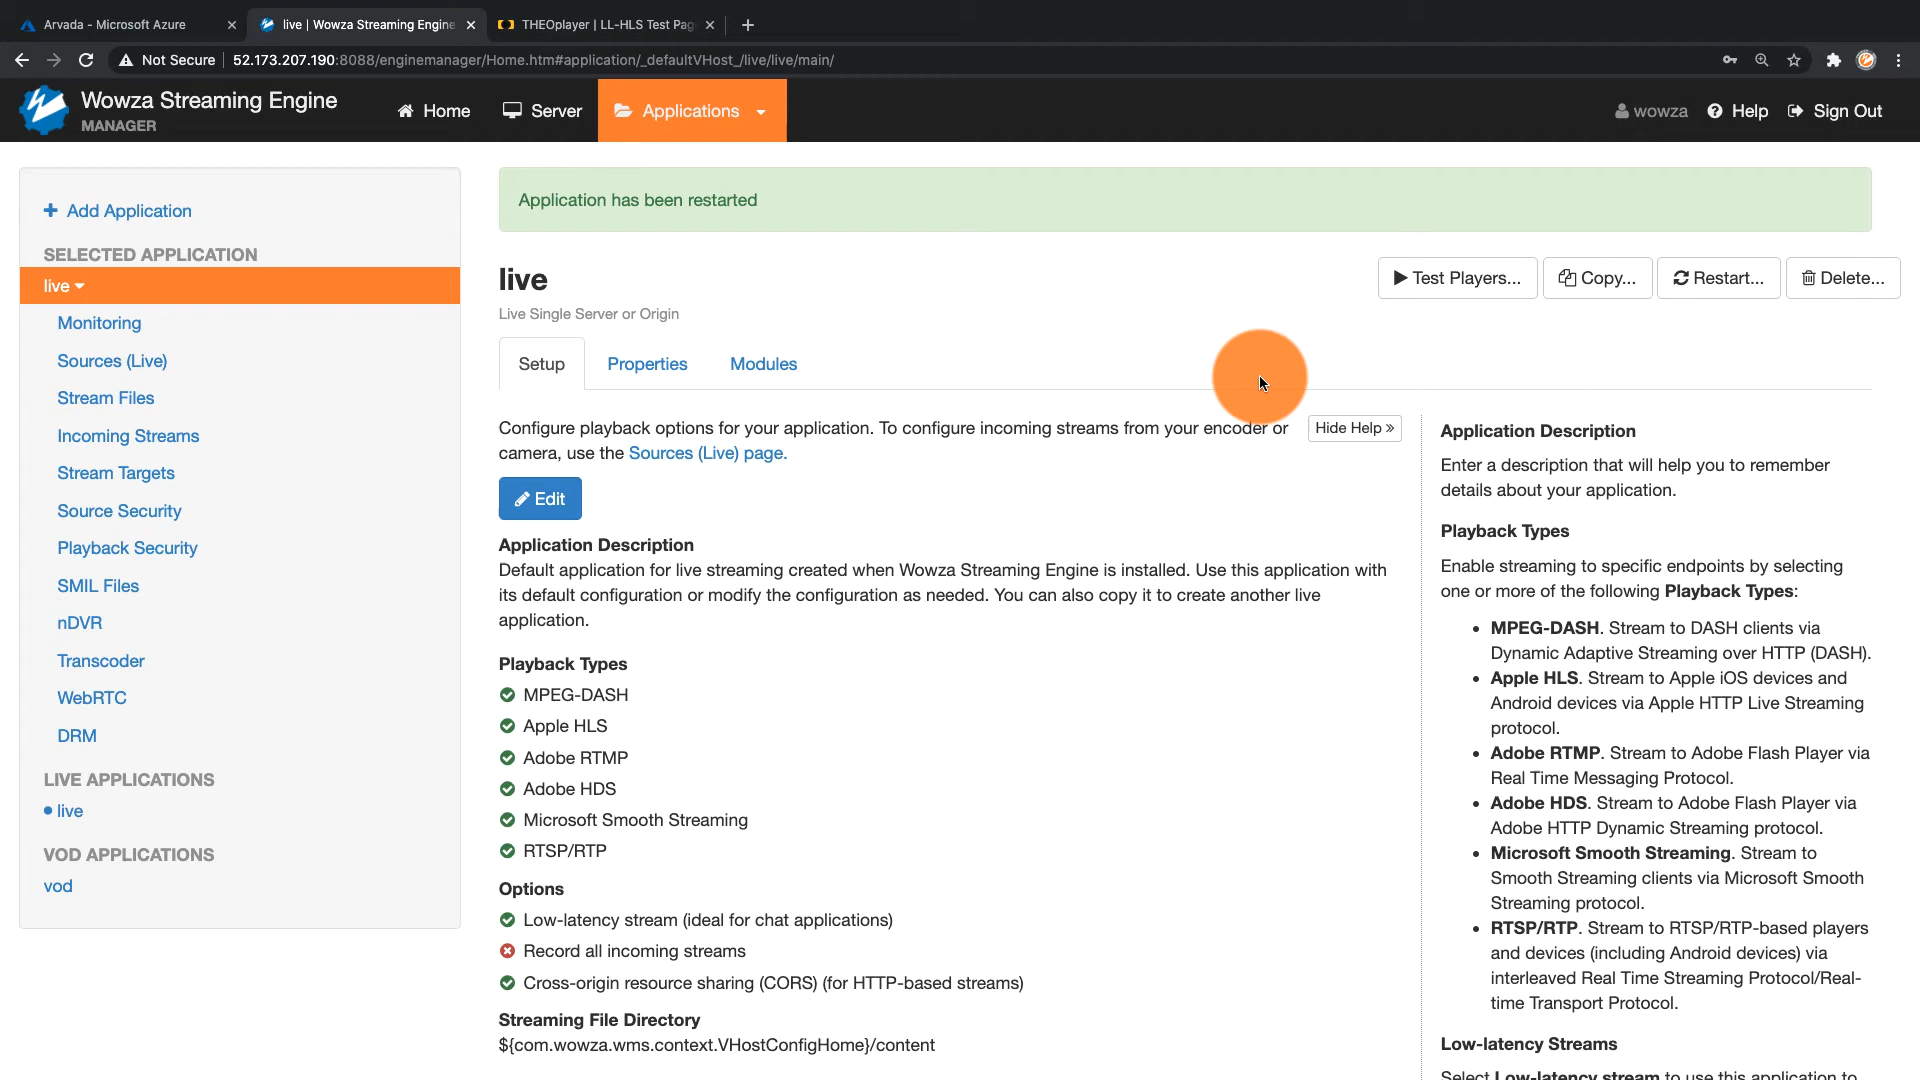 Arvada - Microsoft Azure
live | Wowza Streaming Engine
THEOplayer | LL-HLS Test Pag
Not Secure
52.173.207.190:8088/enginemanager/Home.htm#application/_defaultVHost_/live/live/main/
Wowza Streaming Engine
MANAGER
Home
Server
Applications
wowza
Help
Sign Out
Add Application
SELECTED APPLICATION
live
Monitoring
Sources (Live)
Stream Files
Incoming Streams
Stream Targets
Source Security
Playback Security
SMIL Files
nDVR
Transcoder
WebRTC
DRM
LIVE APPLICATIONS
live
VOD APPLICATIONS
vod
Application has been restarted
live
Live Single Server or Origin
Test Players...
Copy...
Restart...
Delete...
Setup
Properties
Modules
Configure playback options for your application. To configure incoming streams from your encoder or
camera, use the Sources (Live) page.
Hide Help »
Edit
Application Description
Default application for live streaming created when Wowza Streaming Engine is installed. Use this application with
its default configuration or modify the configuration as needed. You can also copy it to create another live
application.
Playback Types
MPEG-DASH
Apple HLS
Adobe RTMP
Adobe HDS
Microsoft Smooth Streaming
RTSP/RTP
Options
Low-latency stream (ideal for chat applications)
Record all incoming streams
Cross-origin resource sharing (CORS) (for HTTP-based streams)
Streaming File Directory
${com.wowza.wms.context.VHostConfigHome}/content
Application Description
Enter a description that will help you to remember
details about your application.
Playback Types
Enable streaming to specific endpoints by selecting
one or more of the following Playback Types:
• MPEG-DASH. Stream to DASH clients via
Dynamic Adaptive Streaming over HTTP (DASH).
• Apple HLS. Stream to Apple iOS devices and
Android devices via Apple HTTP Live Streaming
protocol.
• Adobe RTMP. Stream to Adobe Flash Player via
Real Time Messaging Protocol.
• Adobe HDS. Stream to Adobe Flash Player via
Adobe HTTP Dynamic Streaming protocol.
• Microsoft Smooth Streaming. Stream to
Smooth Streaming clients via Microsoft Smooth
Streaming protocol.
• RTSP/RTP. Stream to RTSP/RTP-based players
and devices (including Android devices) via
interleaved Real Time Streaming Protocol/Real-
time Transport Protocol.
Low-latency Streams
Select Low-latency stream to use this application to